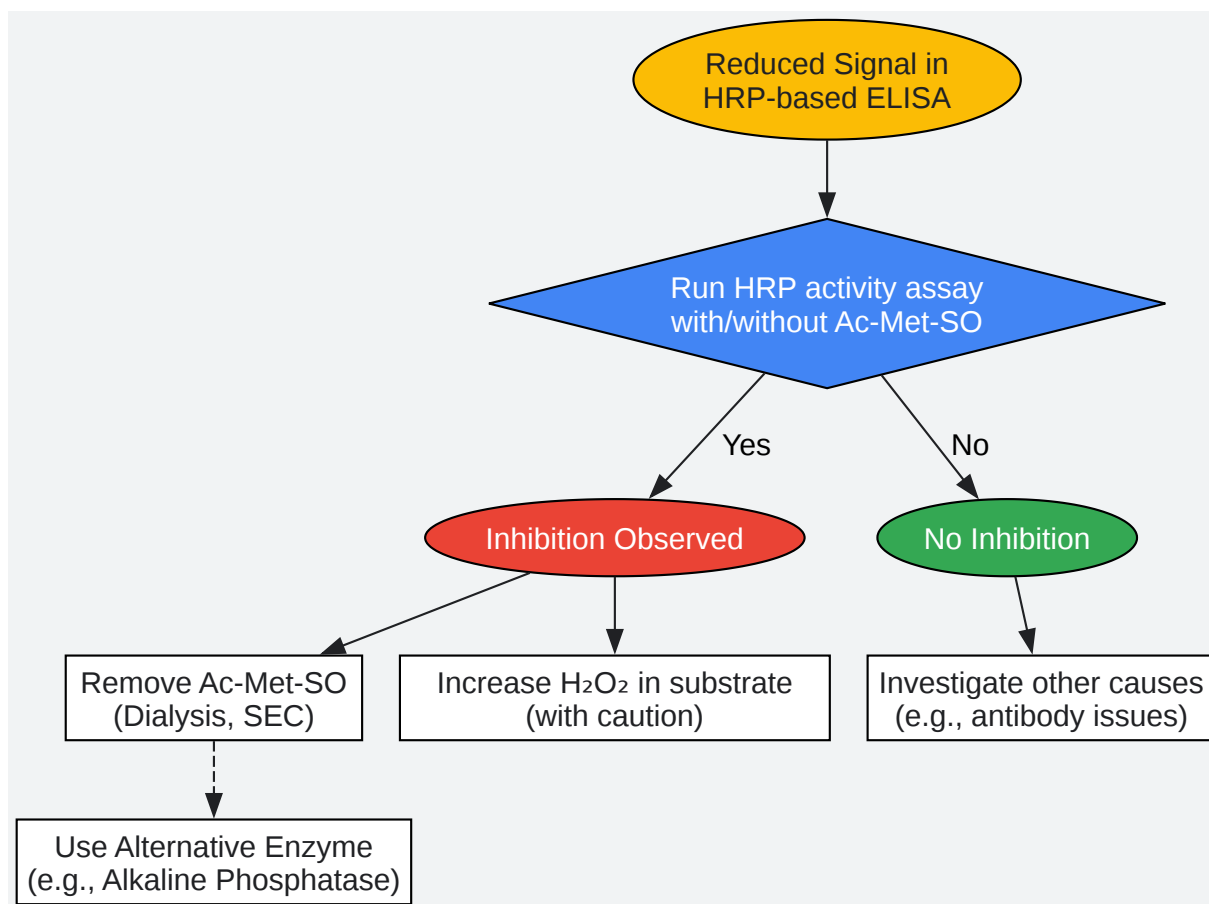 Reduced Signal in
HRP-based ELISA
Run HRP activity assay
with/without Ac-Met-SO
Yes
No
Inhibition Observed
No Inhibition
Remove Ac-Met-SO
(Dialysis, SEC)
Increase H₂O₂ in substrate
(with caution)
Investigate other causes
(e.g., antibody issues)
Use Alternative Enzyme
(e.g., Alkaline Phosphatase)